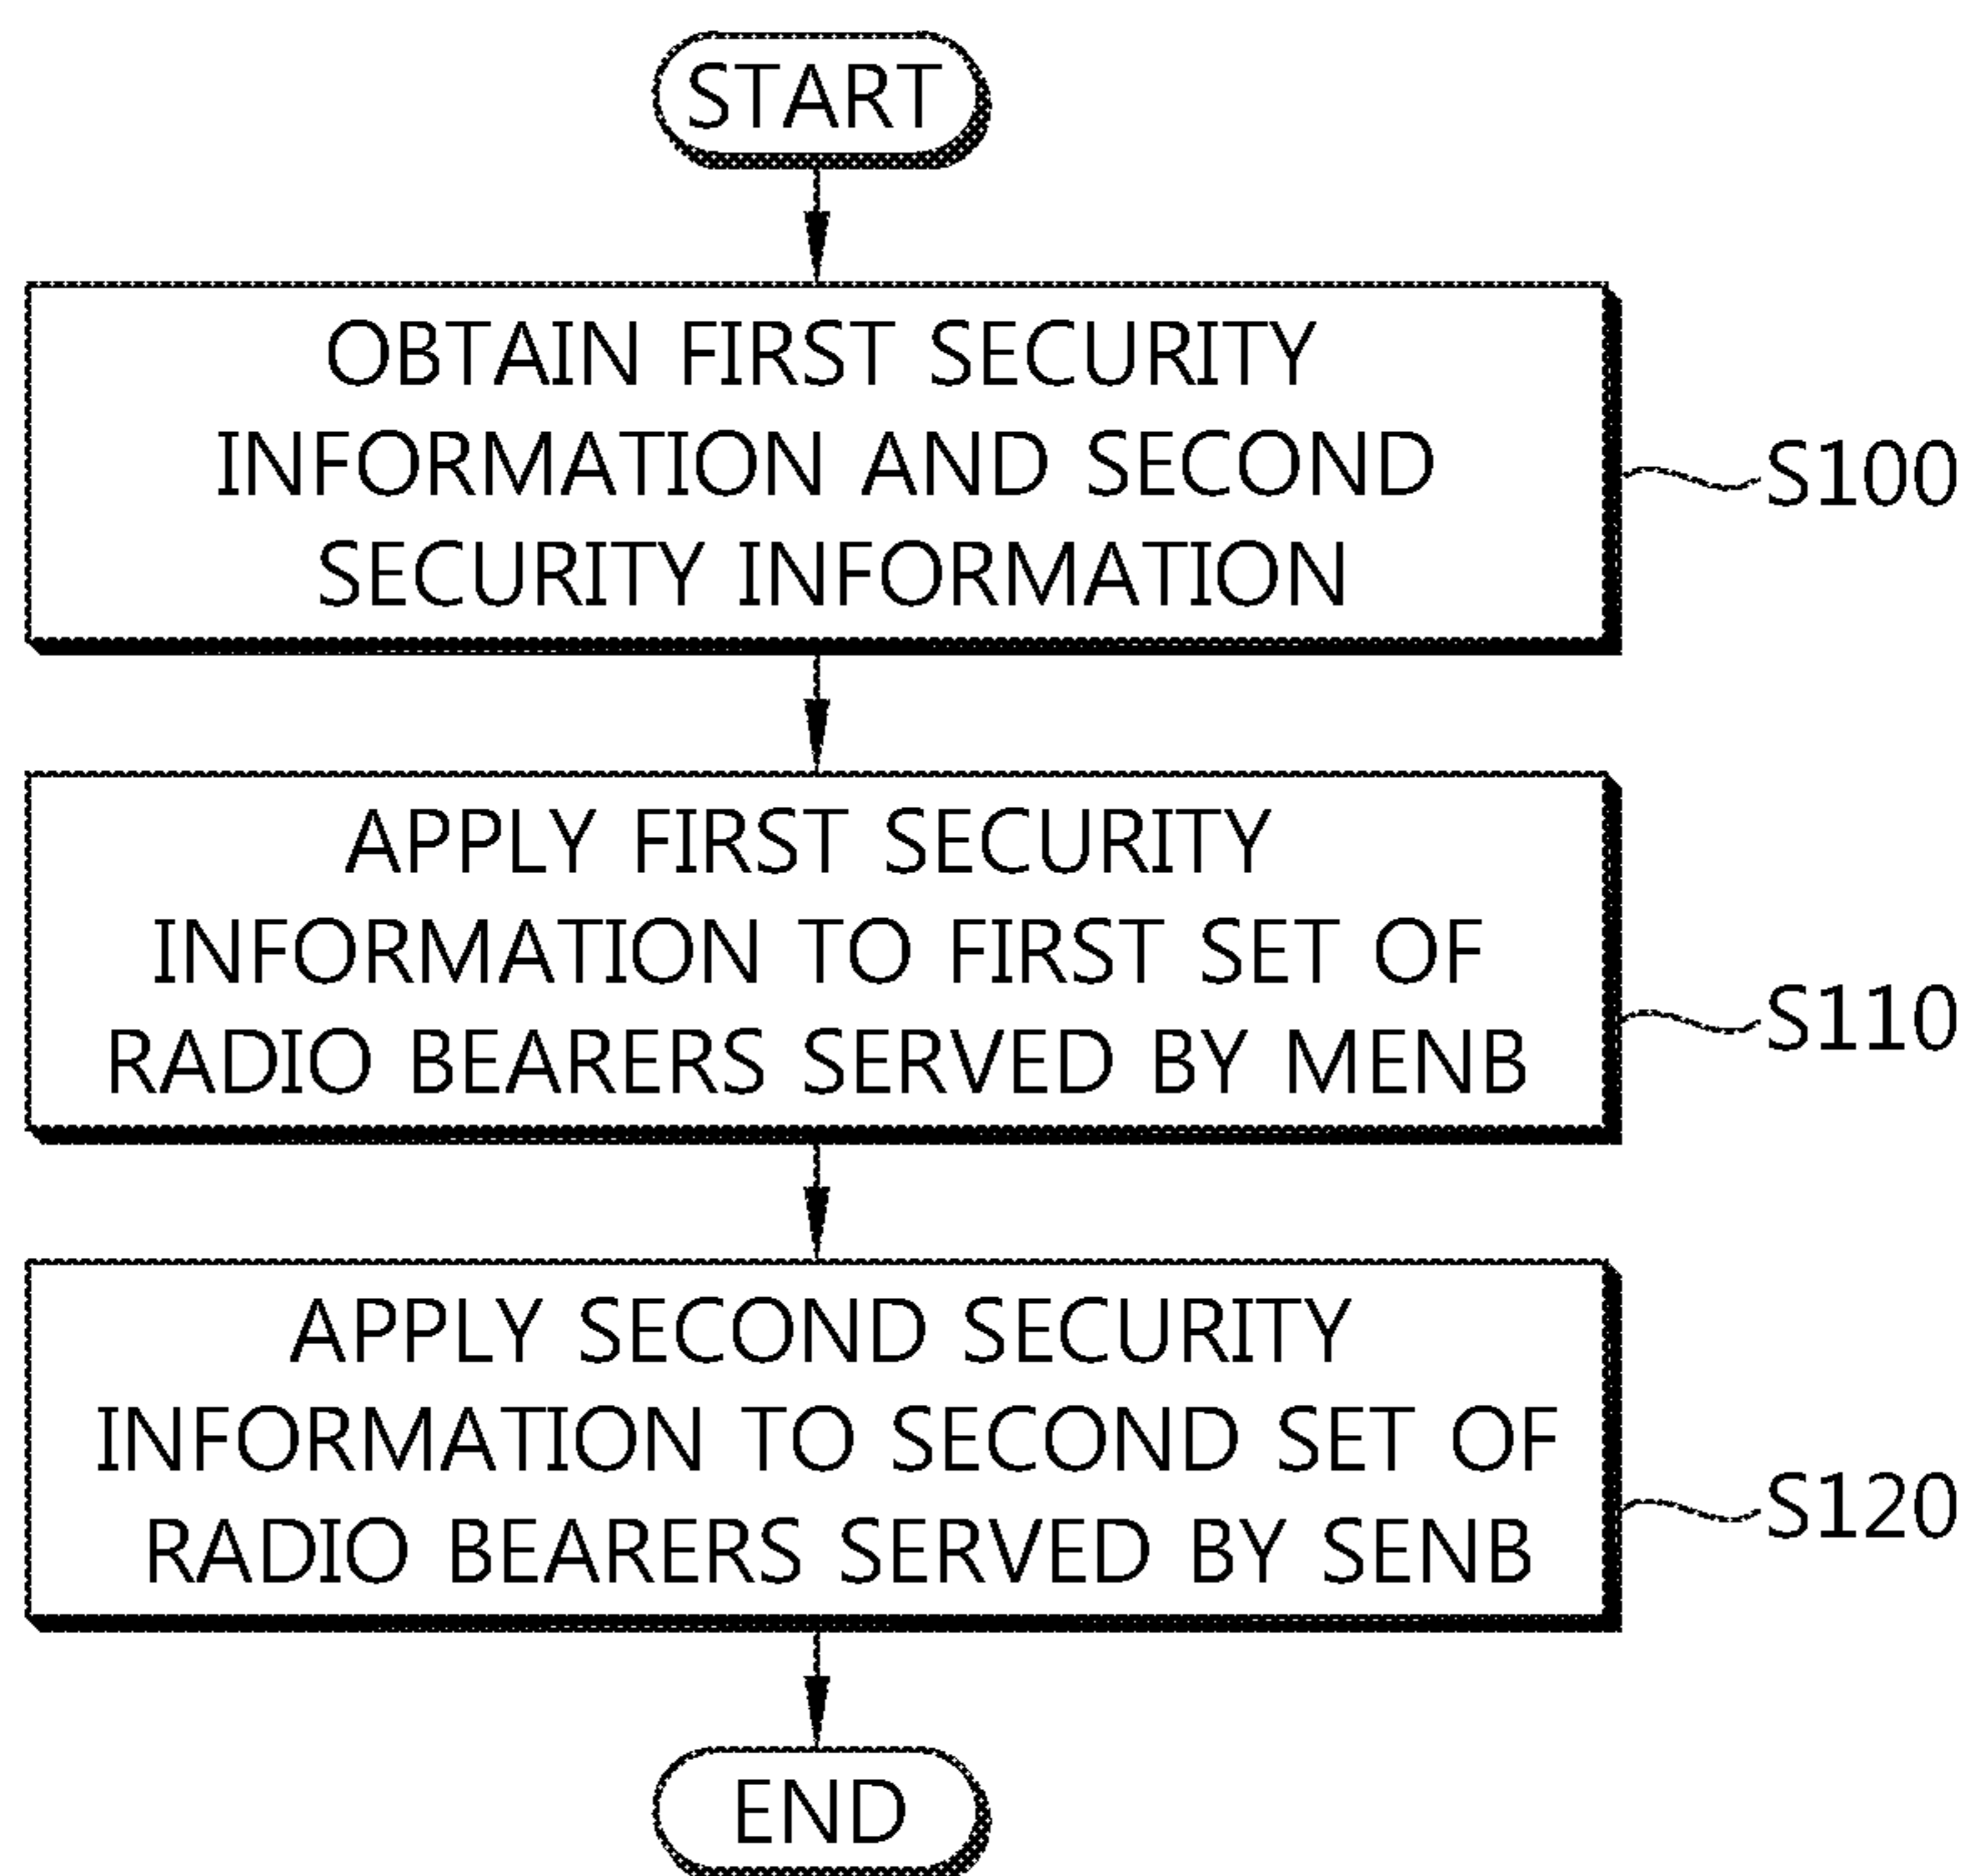 START
OBTAIN FIRST SECURITY
INFORMATION AND SECOND
SECURITY INFORMATION
S100
APPLY FIRST SECURITY
INFORMATION TO FIRST SET OF
RADIO BEARERS SERVED BY MENB
S110
APPLY SECOND SECURITY
INFORMATION TO SECOND SET OF
RADIO BEARERS SERVED BY SENB
S120
END